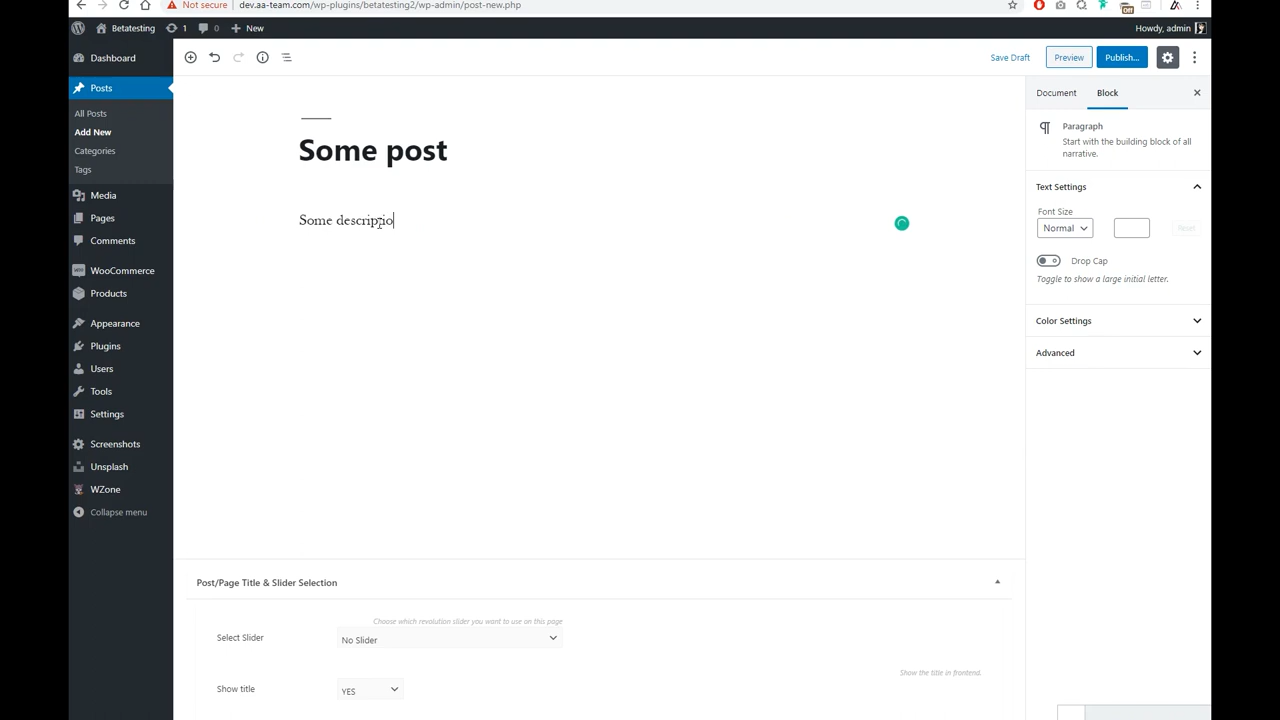 Not secure dev.aa-team.com/wp-plugins/betatesting2/wp-admin/post-new.php
Off
Betatesting 1 0 New
Howdy, admin
Dashboard
Posts
All Posts
Add New
Categories
Tags
Media
Pages
Comments
WooCommerce
Products
Appearance
Plugins
Users
Tools
Settings
Screenshots
Unsplash
WZone
Collapse menu
Save Draft Preview Publish...
Some post
Some descriptio
Document Block
Paragraph
Start with the building block of all
narrative.
Text Settings
Font Size
Normal Reset
Drop Cap
Toggle to show a large initial letter.
Color Settings
Advanced
Post/Page Title & Slider Selection
Choose which revolution slider you want to use on this page
Select Slider No Slider
Show the title in frontend.
Show title YES